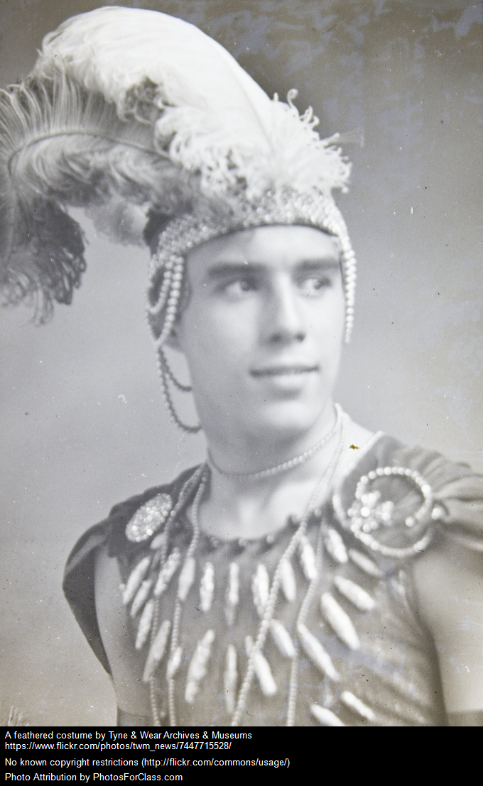 A feathered costume by Tyne & Wear Archives & Museums
https://www.flickr.com/photos/twm_news/7447715528/
No known copyright restrictions (http://flickr.com/commons/usage/)
Photo Attribution by PhotosForClass.com